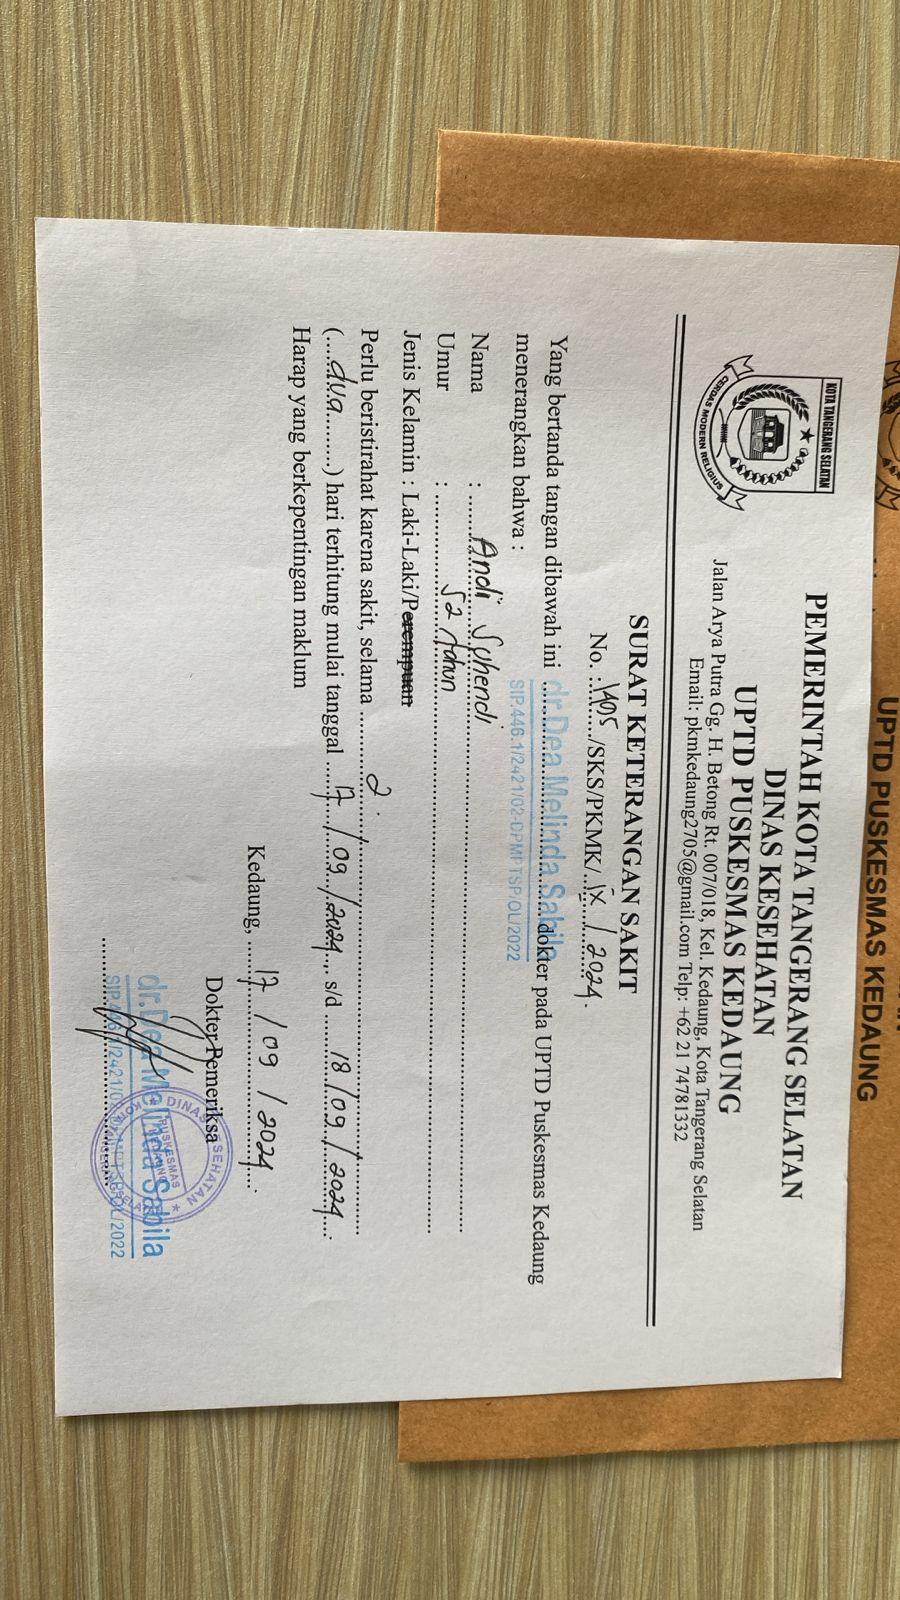 UPTD PUSKESMAS KEDAUNG
KOTA TANGERANG SELATAN
CERDAS MODERN RELIGIUS
PEMERINTAH KOTA TANGERANG SELATAN
DINAS KESEHATAN
UPTD PUSKESMAS KEDAUNG
Jalan Arya Putra Gg. H. Betong Rt. 007/018, Kel. Kedaung, Kota Tangerang Selatan
Email: pkmkedaung2705@gmail.com Telp: +62 21 74781332
SURAT KETERANGAN SAKIT
No. : 1405 /SKS/PKMK/ IX / 2024.
Yang bertanda tangan dibawah ini dr.Dea Melinda Sabila dokter pada UPTD Puskesmas Kedaung
SIP.446.1/2421/02-DPMPTSP/OL/2022
menerangkan bahwa :
Nama : Andi Suhendi
Umur : 52 tahun
Jenis Kelamin : Laki-Laki/Perempuan
Perlu beristirahat karena sakit, selama 2
( dua ) hari terhitung mulai tanggal 17 / 09 / 2024 s/d 18 / 09 / 2024
Harap yang berkepentingan maklum
Kedaung, 17 / 09 / 2024
Dokter Pemeriksa
dr.Dea Melinda Sabila
DINAS KESEHATAN
PUSKESMAS